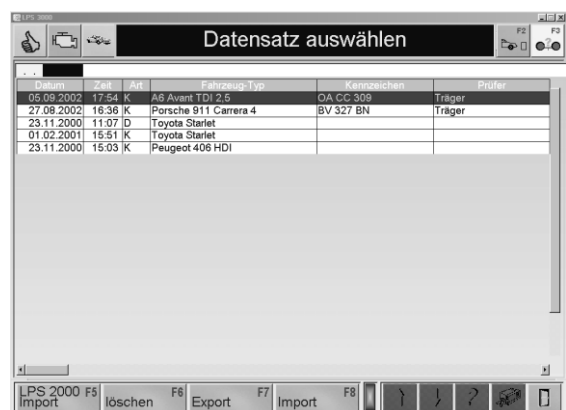 LPS 2000
Datensatz auswählen
F2
F3
. .
Datum Zeit Art Fahrzeug-Typ Kennzeichen Prüfer
05.09.2002 17:54 K A6 Avant TDI 2,5 OA CC 309 Träger
27.08.2002 16:36 K Porsche 911 Carrera 4 BV 327 BN Träger
23.11.2000 11:07 D Toyota Starlet
01.02.2001 15:51 K Toyota Starlet
23.11.2000 15:03 K Peugeot 406 HDI
LPS 2000 F5 F6 F7 F8
Import löschen Export Import
?